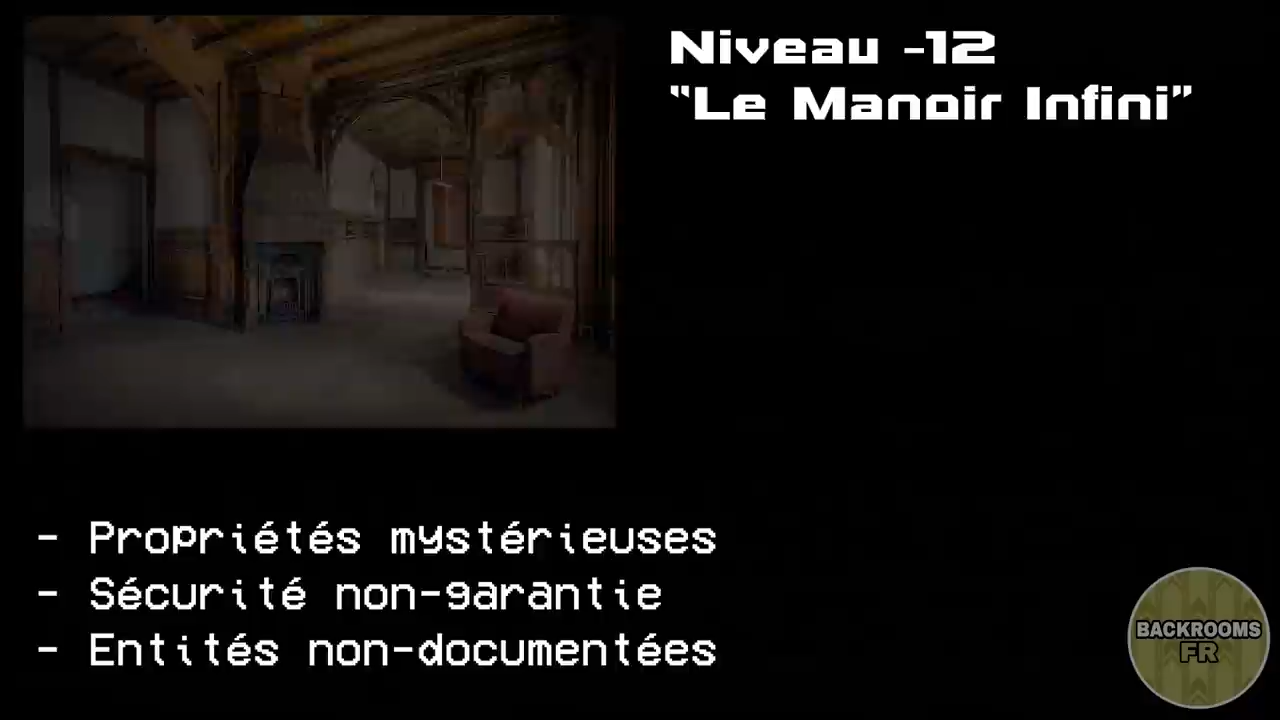 Niveau -12
“Le Manoir Infini”
- Propriétés mystérieuses
- Sécurité non-garantie
- Entités non-documentées
BACKROOMS
FR